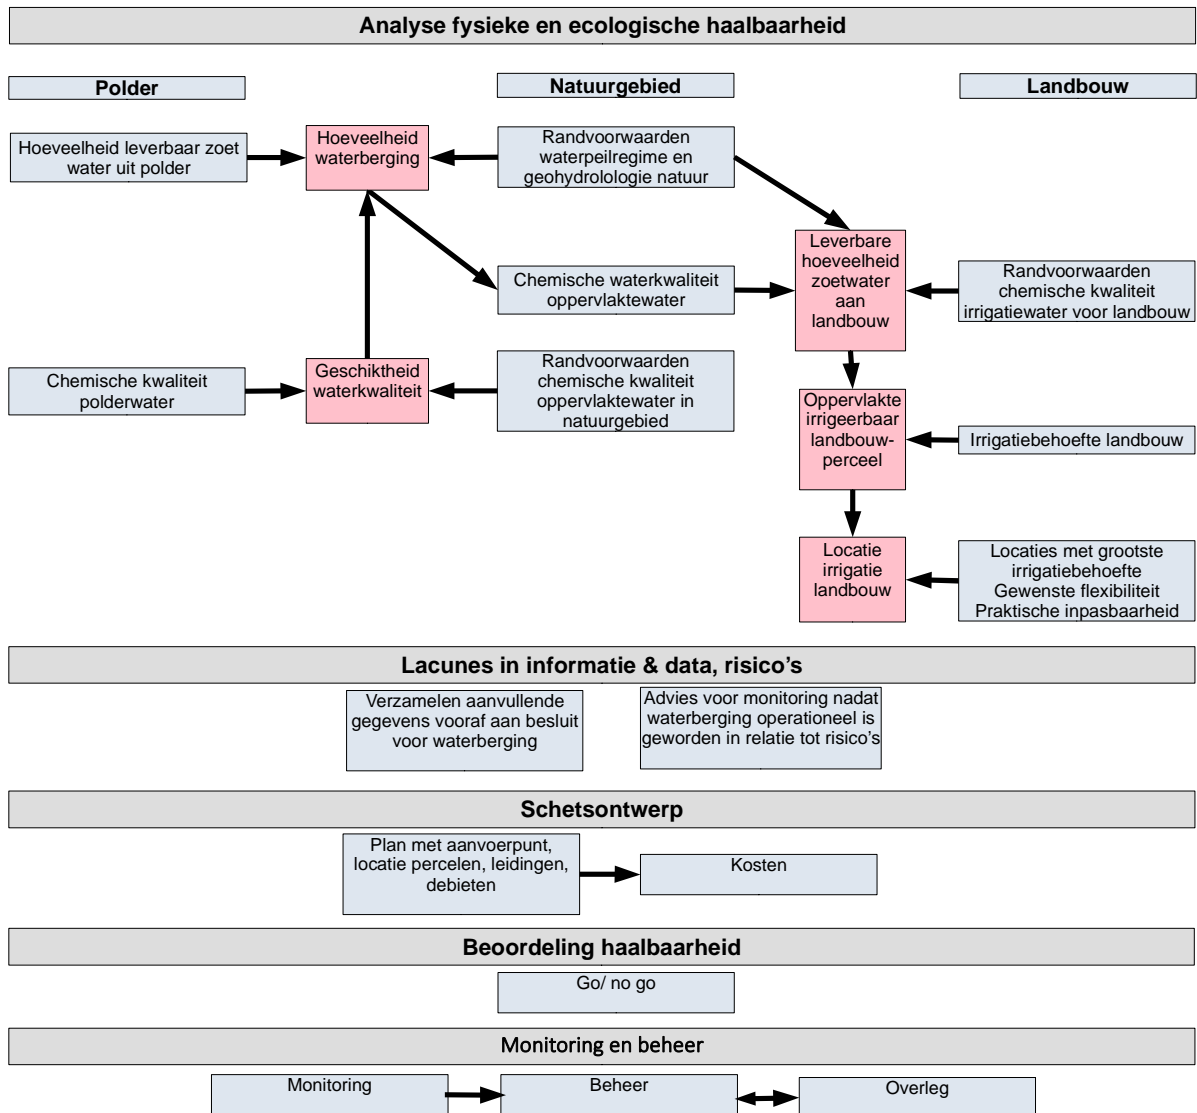 Analyse fysieke en ecologische haalbaarheid
Polder
Natuurgebied
Landbouw
Hoeveelheid leverbaar zoet
water uit polder
Hoeveelheid
waterberging
Randvoorwaarden
waterpeilregime en
geohydrolologie natuur
Leverbare
hoeveelheid
zoetwater
aan
landbouw
Chemische waterkwaliteit
oppervlaktewater
Randvoorwaarden
chemische kwaliteit
irrigatiewater voor landbouw
Chemische kwaliteit
polderwater
Geschiktheid
waterkwaliteit
Randvoorwaarden
chemische kwaliteit
oppervlaktewater in
natuurgebied
Oppervlakte
irrigeerbaar
landbouw-
perceel
Irrigatiebehoefte landbouw
Locatie
irrigatie
landbouw
Locaties met grootste
irrigatiebehoefte
Gewenste flexibiliteit
Praktische inpasbaarheid
Lacunes in informatie & data, risico’s
Verzamelen aanvullende
gegevens vooraf aan besluit
voor waterberging
Advies voor monitoring nadat
waterberging operationeel is
geworden in relatie tot risico’s
Schetsontwerp
Plan met aanvoerpunt,
locatie percelen, leidingen,
debieten
Kosten
Beoordeling haalbaarheid
Go/ no go
Monitoring en beheer
Monitoring
Beheer
Overleg